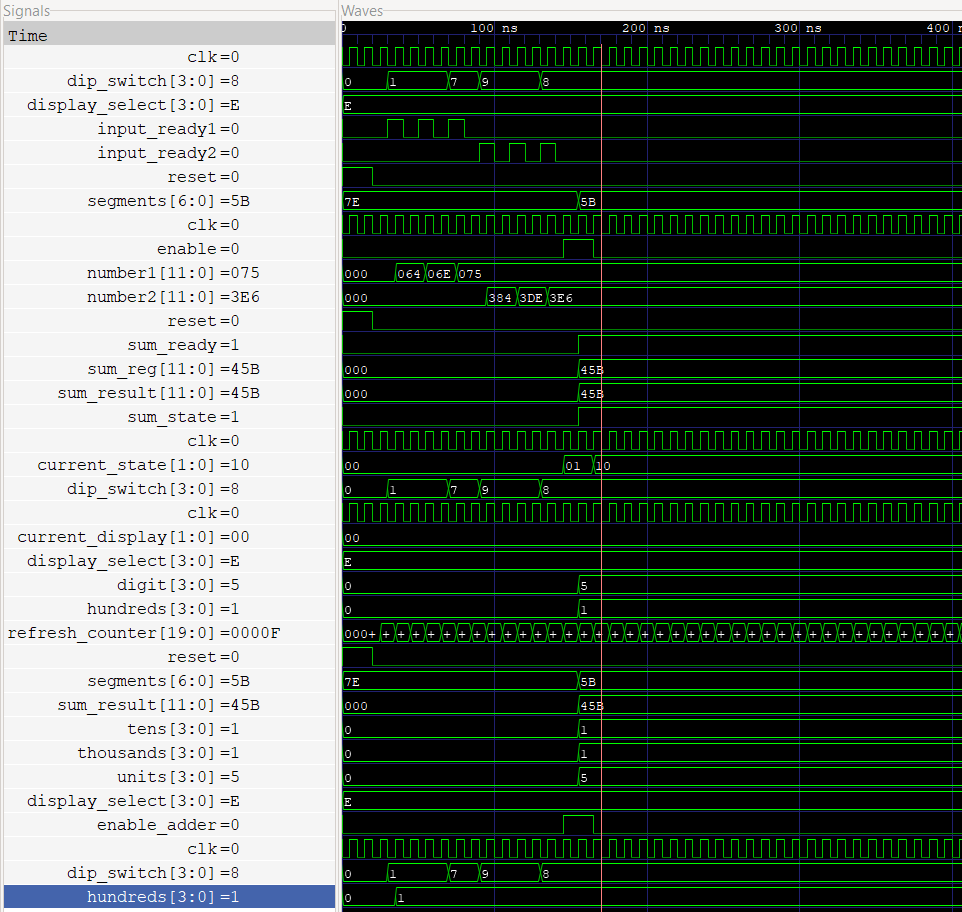 Signals Waves
Time 0 100 ns 200 ns 300 ns 400 n
clk=0
dip_switch[3:0]=8 0 1 7 9 8
display_select[3:0]=E E
input_ready1=0
input_ready2=0
reset=0
segments[6:0]=5B 7E 5B
clk=0
enable=0
number1[11:0]=075 000 064 06E 075
number2[11:0]=3E6 000 384 3DE 3E6
reset=0
sum_ready=1
sum_reg[11:0]=45B 000 45B
sum_result[11:0]=45B 000 45B
sum_state=1
clk=0
current_state[1:0]=10 00 01 10
dip_switch[3:0]=8 0 1 7 9 8
clk=0
current_display[1:0]=00 00
display_select[3:0]=E E
digit[3:0]=5 0 5
hundreds[3:0]=1 0 1
refresh_counter[19:0]=0000F 000+ + + + + + + + + + + + + + + + + + + + + + + + + + + + + + + + + + + + + +
reset=0
segments[6:0]=5B 7E 5B
sum_result[11:0]=45B 000 45B
tens[3:0]=1 0 1
thousands[3:0]=1 0 1
units[3:0]=5 0 5
display_select[3:0]=E E
enable_adder=0
clk=0
dip_switch[3:0]=8 0 1 7 9 8
hundreds[3:0]=1 0 1